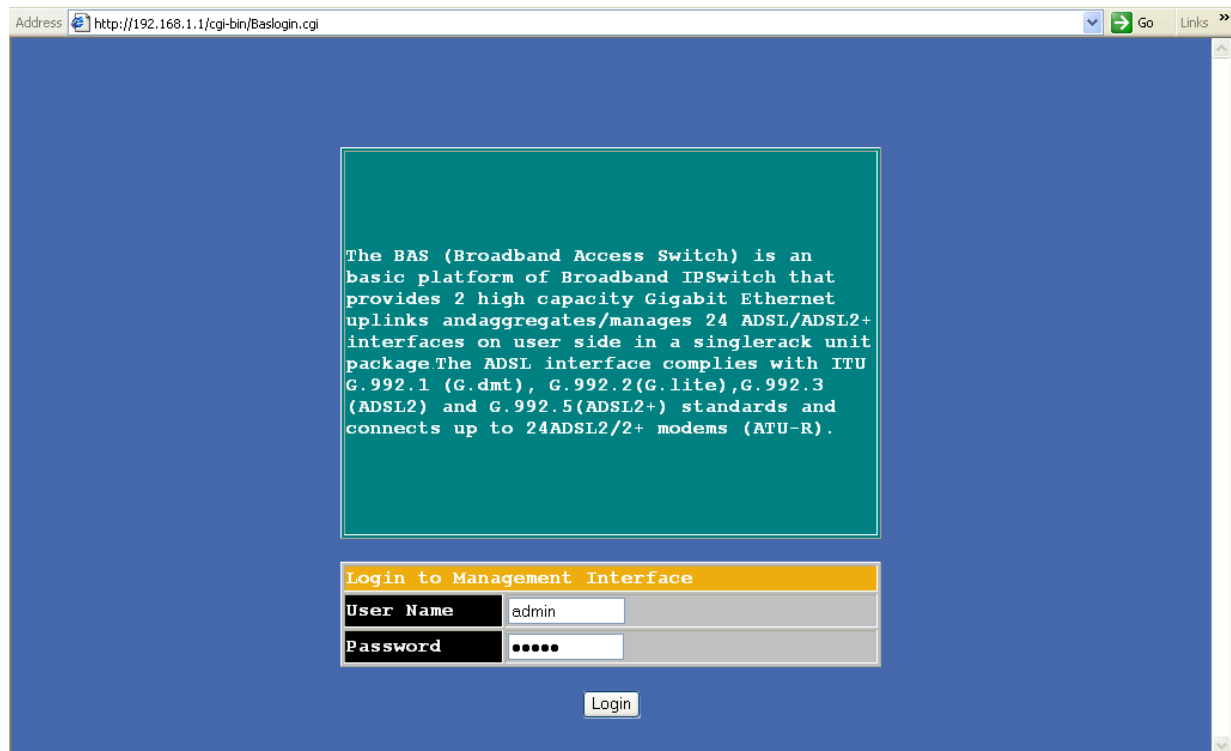 Address http://192.168.1.1/cgi-bin/Baslogin.cgi Go Links »
The BAS (Broadband Access Switch) is an
basic platform of Broadband IPSwitch that
provides 2 high capacity Gigabit Ethernet
uplinks andaggregates/manages 24 ADSL/ADSL2+
interfaces on user side in a singlerack unit
package.The ADSL interface complies with ITU
G.992.1 (G.dmt), G.992.2(G.lite),G.992.3
(ADSL2) and G.992.5(ADSL2+) standards and
connects up to 24ADSL2/2+ modems (ATU-R).
Login to Management Interface
User Name admin
Password •••••
Login